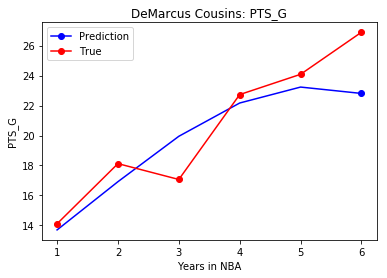 DeMarcus Cousins: PTS_G
Prediction
True
PTS_G
26
24
22
20
18
16
14
1 2 3 4 5 6
Years in NBA